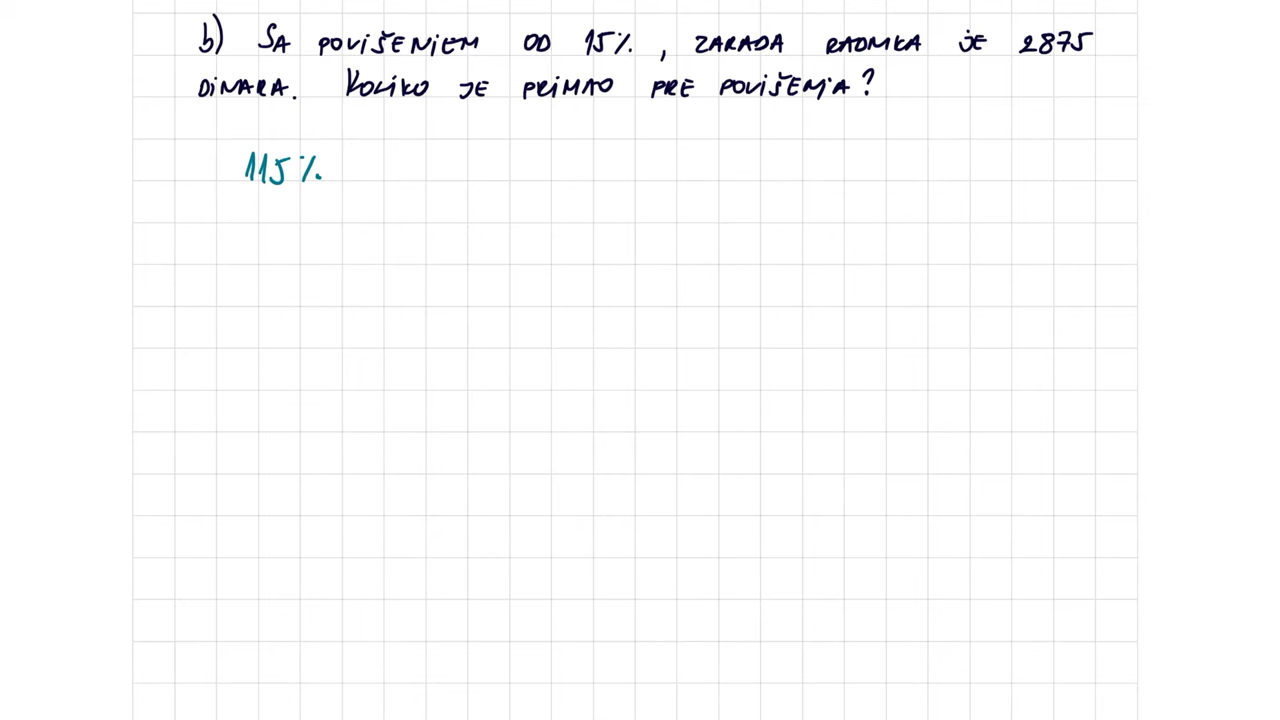 b) SA POVIŠENJEM OD 15%, ZARADA RADNIKA JE 2875
DINARA. KOLIKO JE PRIMAO PRE POVIŠENJA?
115%